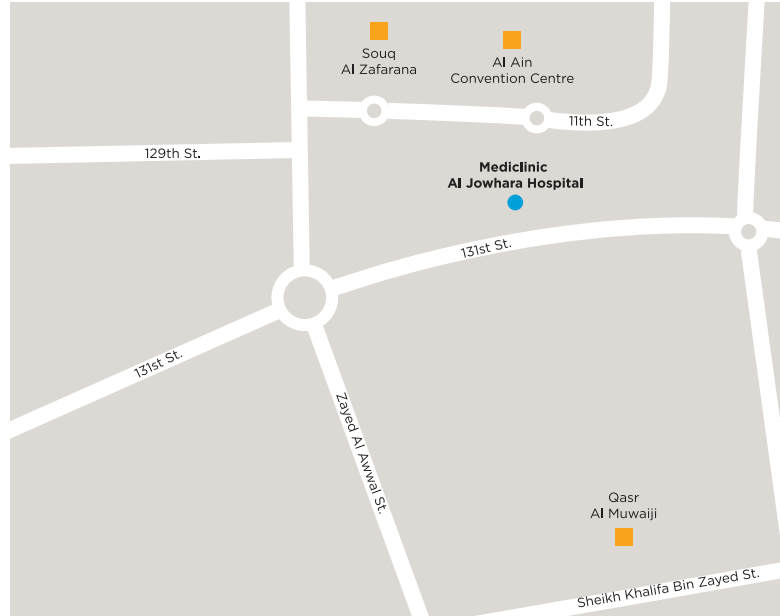 Souq
Al Zafarana
Al Ain
Convention Centre
11th St.
129th St.
Mediclinic
Al Jowhara Hospital
131st St.
131st St.
Zayed Al Awwal St.
Qasr
Al Muwaiji
Sheikh Khalifa Bin Zayed St.